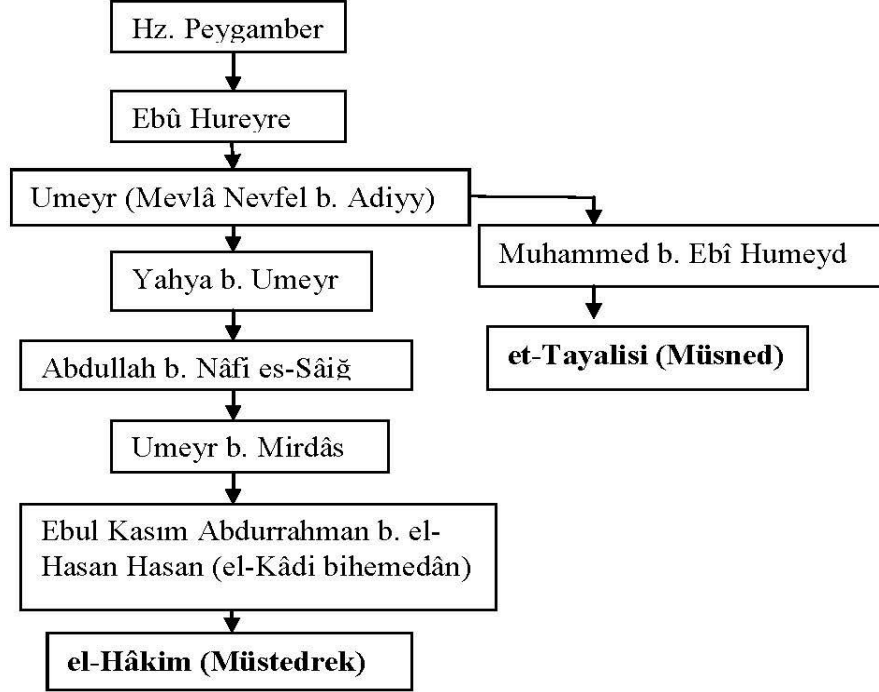 Hz. Peygamber
Ebû Hureyre
Umeyr (Mevlâ Nevfel b. Adiyy)
Muhammed b. Ebî Humeyd
Yahya b. Umeyr
et-Tayalisi (Müsned)
Abdullah b. Nâfi es-Sâiğ
Umeyr b. Mirdâs
Ebul Kasım Abdurrahman b. el-
Hasan Hasan (el-Kâdi bihemedân)
el-Hâkim (Müstedrek)